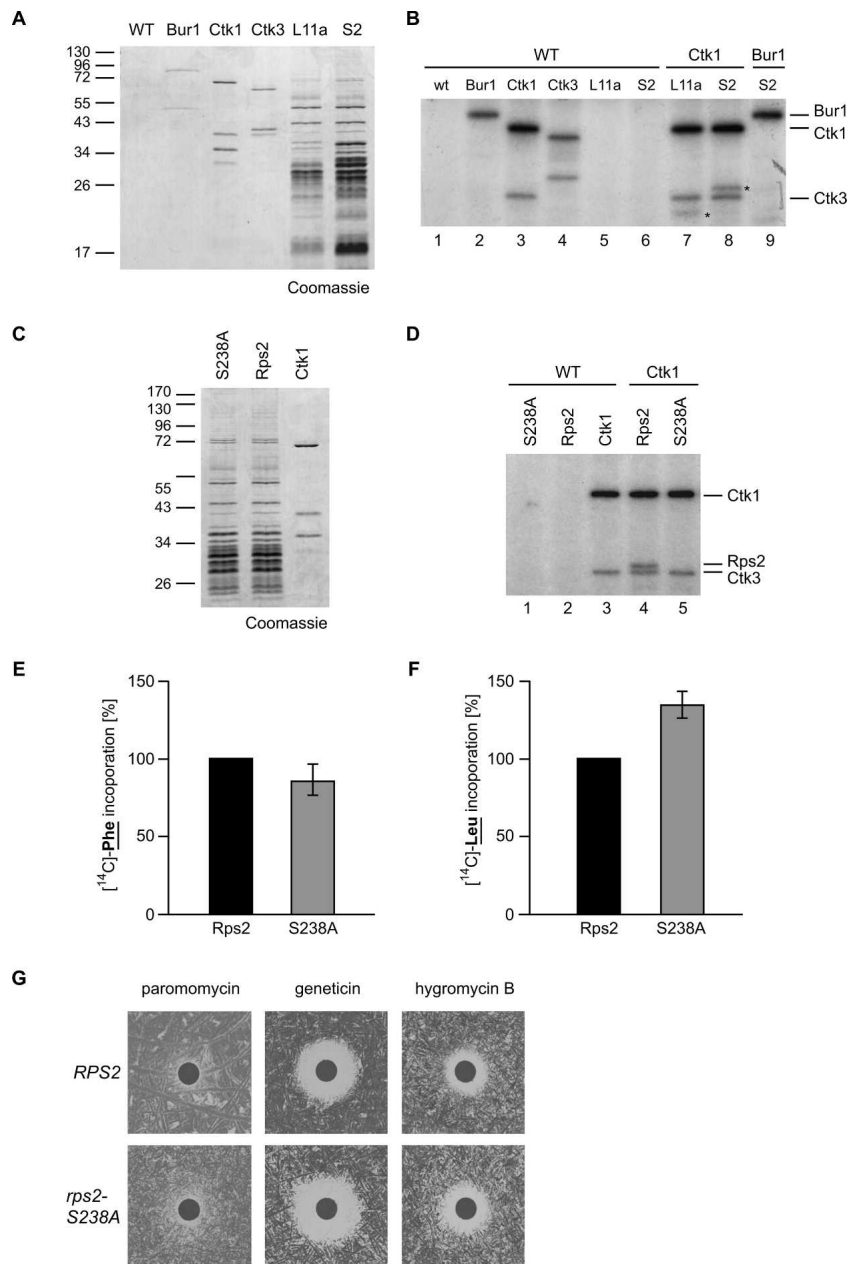 A
WT Bur1 Ctk1 Ctk3 L11a S2
130
96
72
55
43
34
26
17
Coomassie
B
WT Ctk1 Bur1
wt Bur1 Ctk1 Ctk3 L11a S2 L11a S2 S2
Bur1
Ctk1
*
Ctk3
*
1 2 3 4 5 6 7 8 9
C
S238A Rps2 Ctk1
170
130
96
72
55
43
34
26
Coomassie
D
WT Ctk1
S238A Rps2 Ctk1 Rps2 S238A
Ctk1
Rps2
Ctk3
1 2 3 4 5
E
[14C]-Phe incoporation [%]
150
100
50
0
Rps2 S238A
F
[14C]-Leu incoporation [%]
150
100
50
0
Rps2 S238A
G
paromomycin geneticin hygromycin B
RPS2
rps2-
S238A